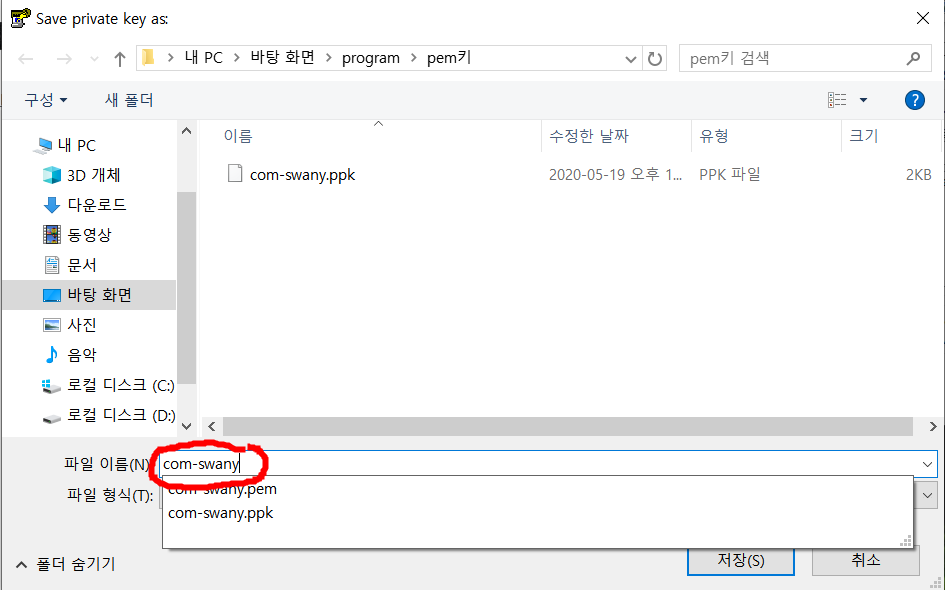 Save private key as:
내 PC > 바탕 화면 > program > pem키
pem키 검색
구성
새 폴더
?
이름 수정한 날짜 유형 크기
com-swany.ppk 2020-05-19 오후 1... PPK 파일 2KB
내 PC
3D 개체
다운로드
동영상
문서
바탕 화면
사진
음악
로컬 디스크 (C:)
로컬 디스크 (D:)
파일 이름(N)
com-swany
파일 형식(T):
com-swany.pem
com-swany.ppk
폴더 숨기기
저장(S)
취소